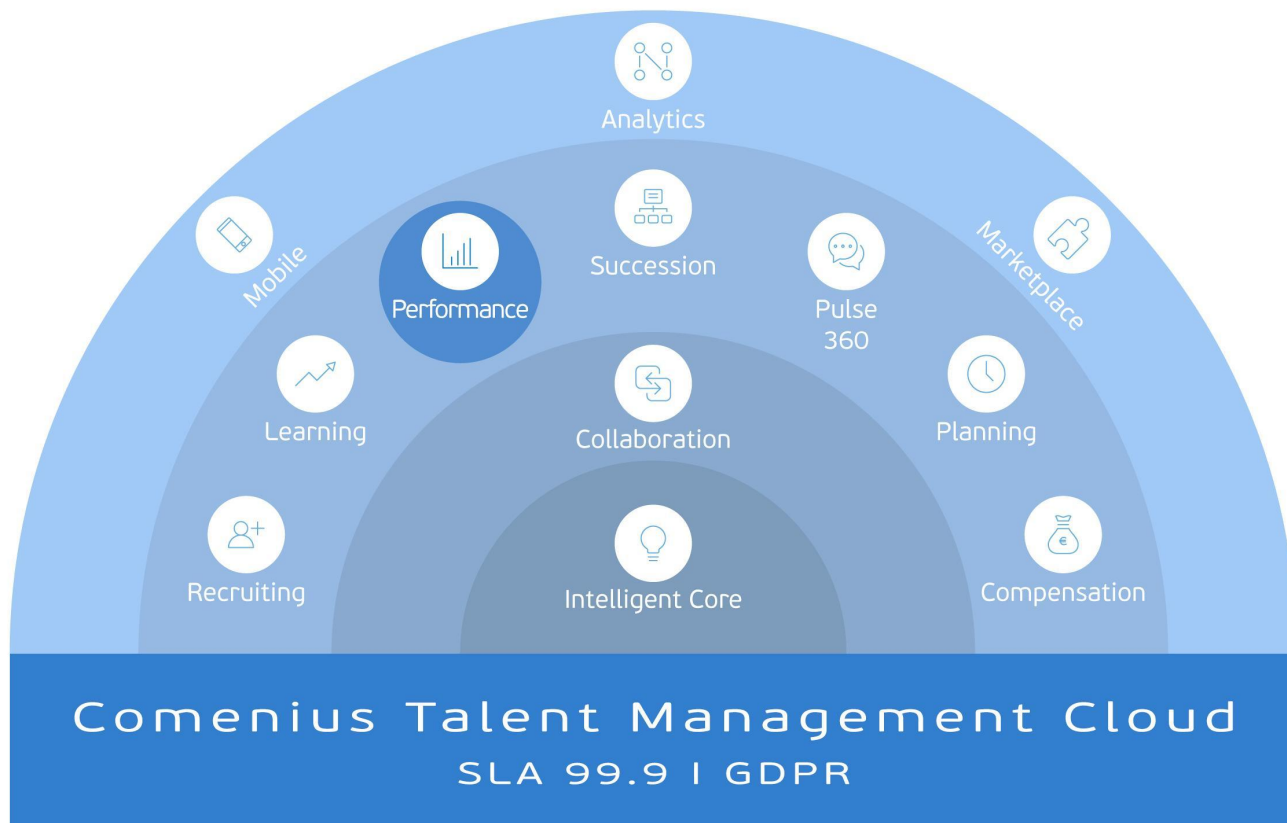 Analytics
Mobile
Marketplace
Performance
Succession
Pulse
360
Learning
Collaboration
Planning
Recruiting
Intelligent Core
Compensation
€
Comenius Talent Management Cloud
SLA 99.9 | GDPR